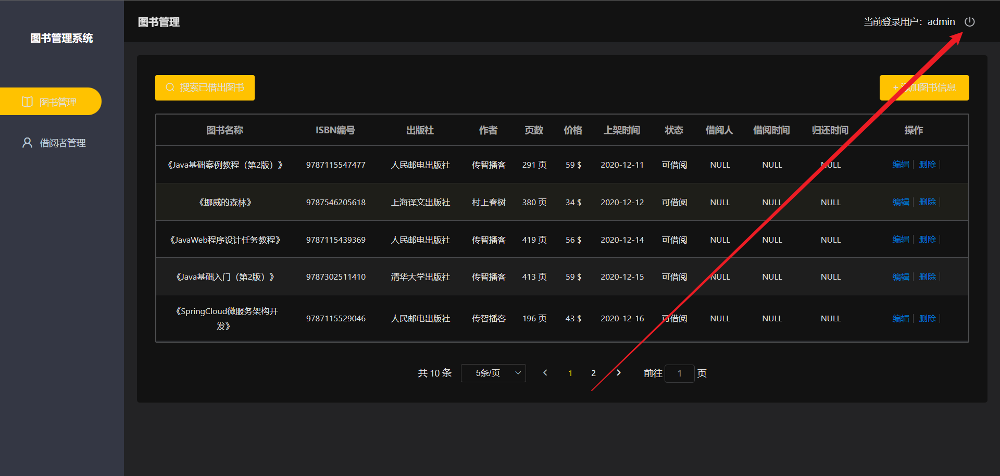 图书管理系统
图书管理
借阅者管理
图书管理
当前登录用户：admin
搜索已借出图书
+ 添加图书信息
图书名称 ISBN编号 出版社 作者 页数 价格 上架时间 状态 借阅人 借阅时间 归还时间 操作
《Java基础案例教程（第2版）》 9787115547477 人民邮电出版社 传智播客 291 页 59 $ 2020-12-11 可借阅 NULL NULL NULL 编辑 删除
《挪威的森林》 9787546205618 上海译文出版社 村上春树 380 页 34 $ 2020-12-12 可借阅 NULL NULL NULL 编辑 删除
《JavaWeb程序设计任务教程》 9787115439369 人民邮电出版社 传智播客 419 页 56 $ 2020-12-14 可借阅 NULL NULL NULL 编辑 删除
《Java基础入门（第2版）》 9787302511410 清华大学出版社 传智播客 413 页 59 $ 2020-12-15 可借阅 NULL NULL NULL 编辑 删除
《SpringCloud微服务架构开
发》 9787115529046 人民邮电出版社 传智播客 196 页 43 $ 2020-12-16 可借阅 NULL NULL NULL 编辑 删除
共 10 条 5条/页 1 2 前往 1 页